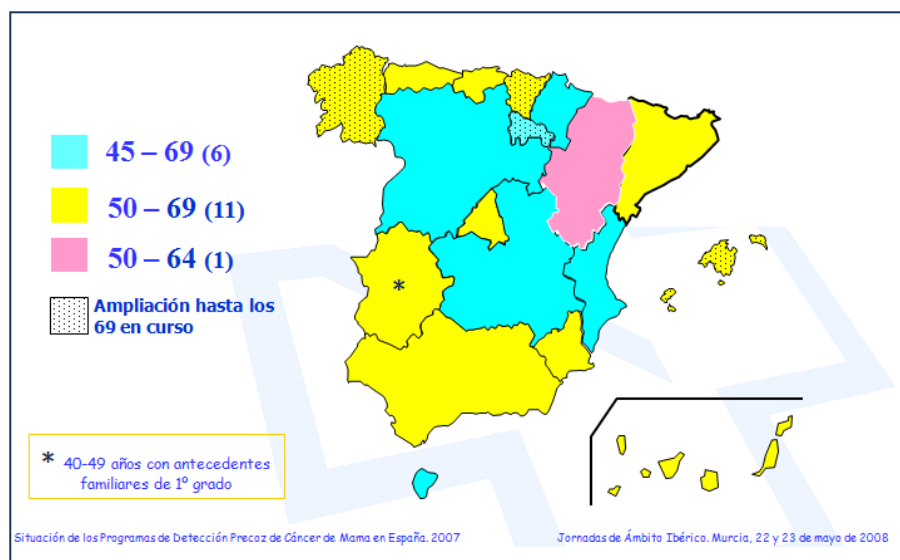 45 – 69 (6)
50 – 69 (11)
50 – 64 (1)
Ampliación hasta los
69 en curso
*
* 40-49 años con antecedentes
familiares de 1º grado
Situación de los Programas de Detección Precoz de Cáncer de Mama en España. 2007
Jornadas de Ámbito Ibérico. Murcia, 22 y 23 de mayo de 2008